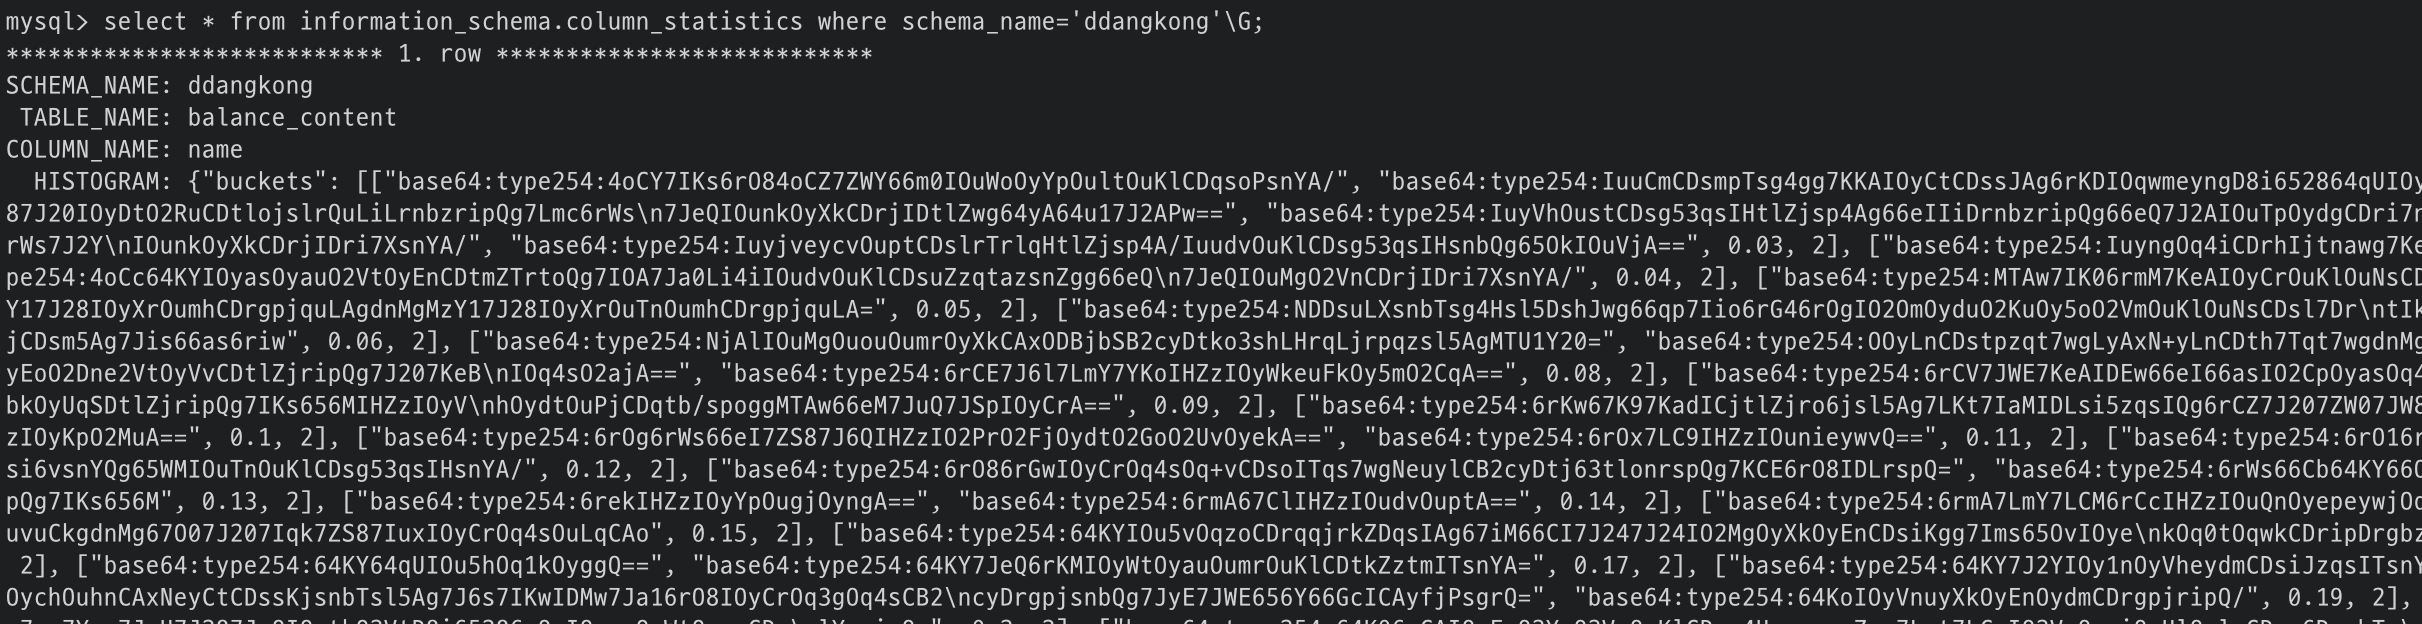 mysql> select * from information_schema.column_statistics where schema_name='ddangkong'\G;
*************************** 1. row ***************************
SCHEMA_NAME: ddangkong
TABLE_NAME: balance_content
COLUMN_NAME: name
HISTOGRAM: {"buckets": [["base64:type254:4oCY7IKs6rO84oCZ7ZWY66m0IOuWoOyYpOultOuKlCDqsoPsnYA/", "base64:type254:IuuCmCDsmpTsg4gg7KKAIOyCtCDssJAg6rKDIOqwmeyngD8i652864qUIOy
87J20IOyDtO2RuCDtlojslrQuLiLrnbzripQg7Lmc6rWs\n7JeQIOunkOyXkCDrjIDtlZwg64yA64u17J2APw==", "base64:type254:IuyVhOustCDsg53qsIHtlZjsp4Ag66eIIiDrnbzripQg66eQ7J2AIOuTpOydgCDri7r
rWs7J2Y\nIOunkOyXkCDrjIDri7XsnYA/", "base64:type254:IuyjveycvOuptCDslrTrlqHtlZjsp4A/IuudvOuKlCDsg53qsIHsnbQg65OkIOuVjA==", 0.03, 2], ["base64:type254:IuyngOq4iCDrhIjtnawg7Ke
pe254:4oCc64KYIOyasOyauO2VtOyEnCDtmZTrtoQg7IOA7Ja0Li4iIOudvOuKlCDsuZzqtazsnZgg66eQ\n7JeQIOuMgO2VnCDrjIDri7XsnYA/", 0.04, 2], ["base64:type254:MTAw7IK06rmM7KeAIOyCrOuKlOuNsCD
Y17J28IOyXrOumhCDrgpjquLAgdnMgMzY17J28IOyXrOuTnOumhCDrgpjquLA=", 0.05, 2], ["base64:type254:NDDsuLXsnbTsg4Hsl5DshJwg66qp7Iio6rG46rOgIO2OmOyduO2KuOy5oO2VmOuKlOuNsCDsl7Dr\ntIk
jCDsm5Ag7Jis66as6riw", 0.06, 2], ["base64:type254:NjAlIOuMgOuouOumrOyXkCAxODBjbSB2cyDtko3shLHrqLjrpqzsl5AgMTU1Y20=", "base64:type254:OOyLnCDstpzqt7wgLyAxN+yLnCDth7Tqt7wgdnMg
yEoO2Dne2VtOyVvCDtlZjripQg7J207KeB\nIOq4sO2ajA==", "base64:type254:6rCE7J6l7LmY7YKoIHZzIOyWkeuFkOy5mO2CqA==", 0.08, 2], ["base64:type254:6rCV7JWE7KeAIDEw66eI66asIO2CpOyasOq4
bkOyUqSDtlZjripQg7IKs656MIHZzIOyV\nhOydtOuPjCDqtb/spoggMTAw66eM7JuQ7JSpIOyCrA==", 0.09, 2], ["base64:type254:6rKw67K97KadICjtlZjro6jsl5Ag7LKt7IaMIDLsi5zqsIQg6rCZ7J207ZW07JW8
zIOyKpO2MuA==", 0.1, 2], ["base64:type254:6rOg6rWs66eI7ZS87J6QIHZzIO2PrO2FjOydtO2GoO2UvOyekA==", "base64:type254:6rOx7LC9IHZzIOunieywvQ==", 0.11, 2], ["base64:type254:6rO16r
si6vsnYQg65WMIOuTnOuKlCDsg53qsIHsnYA/", 0.12, 2], ["base64:type254:6rO86rGwIOyCrOq4sOq+vCDsoITqs7wgNeuylCB2cyDtj63tlonrspQg7KCE6rO8IDLrspQ=", "base64:type254:6rWs66Cb64KY66O
pQg7IKs656M", 0.13, 2], ["base64:type254:6rekIHZzIOyYpOugjOyngA==", "base64:type254:6rmA67ClIHZzIOudvOuptA==", 0.14, 2], ["base64:type254:6rmA7LmY7LCM6rCcIHZzIOuQnOyepeywjOq
uvuCkgdnMg67O07J207Iqk7ZS87IuxIOyCrOq4sOuLqCAo", 0.15, 2], ["base64:type254:64KYIOu5vOqzoCDrqqjrkZDqsIAg67iM66CI7J247J24IO2MgOyXkOyEnCDsiKgg7Ims65OvIOye\nkOq0tOqwkCDripDrgbz
2], ["base64:type254:64KY64qUIOu5hOq1kOyggQ==", "base64:type254:64KY7JeQ6rKMIOyWtOyauOumrOuKlCDtkZztmITsnYA=", 0.17, 2], ["base64:type254:64KY7J2YIOy1nOyVheydmCDsiJzqsITsnY
OychOuhnCAxNeyCtCDssKjsnbTsl5Ag7J6s7IKwIDMw7Ja16rO8IOyCrOq3gOq4sCB2\ncyDrgpjsnbQg7JyE7JWE656Y66GcICAyfjPsgrQ=", "base64:type254:64KoIOyVnuyXkOyEnOydmCDrgpjripQ/", 0.19, 2],